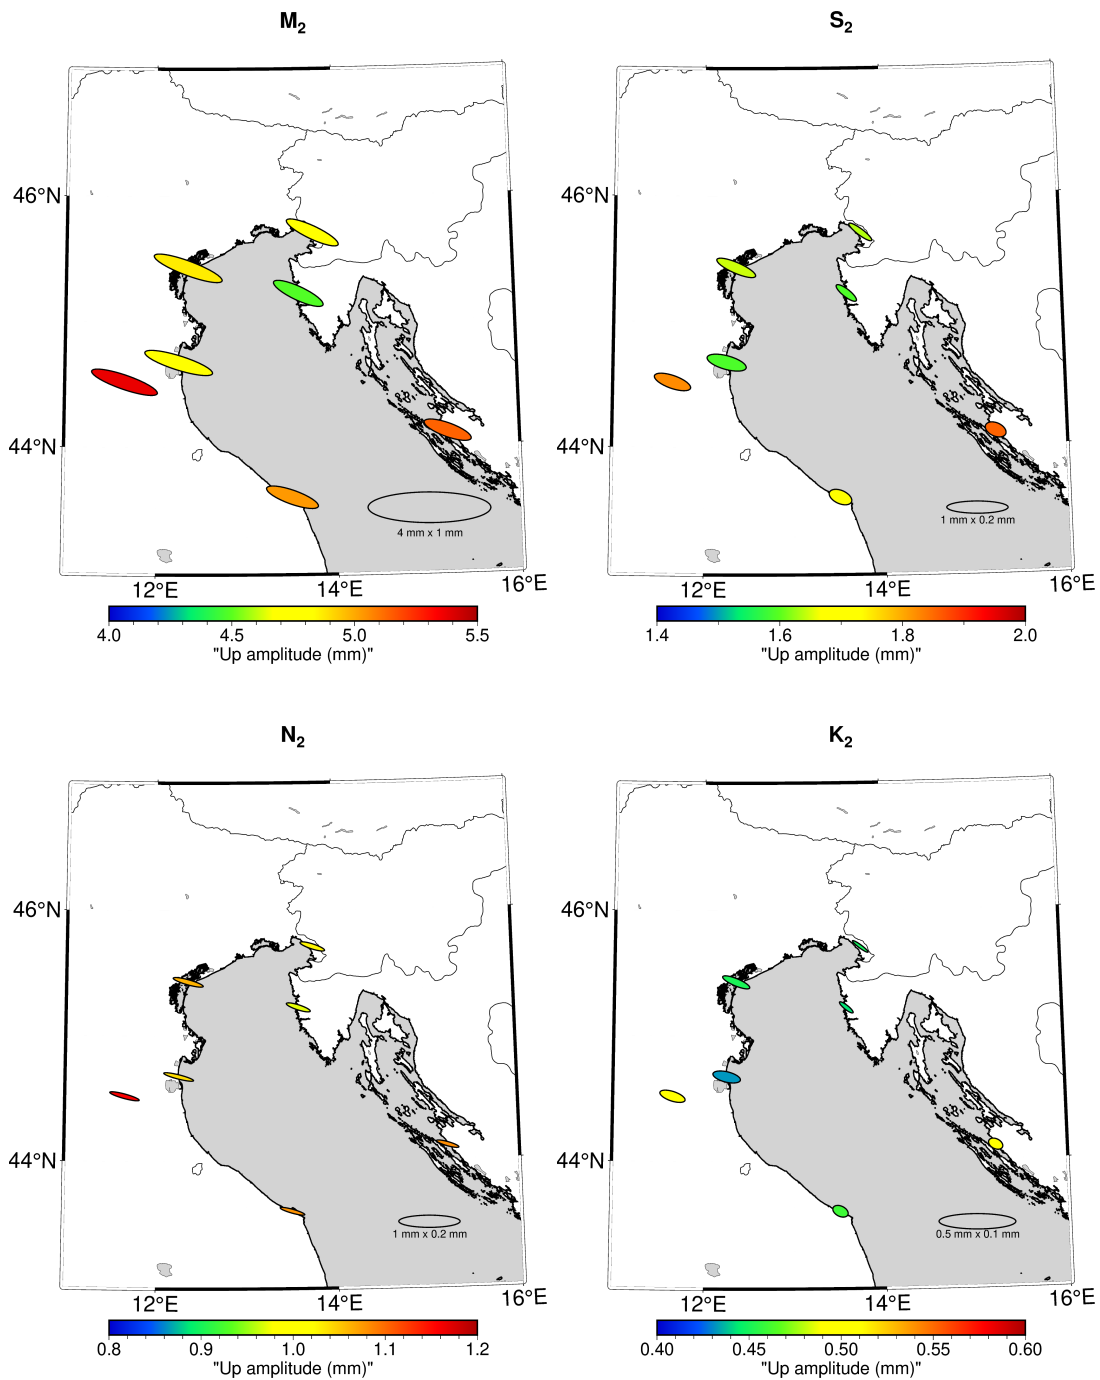 M2
S2
46°N
44°N
4 mm x 1 mm
12°E 14°E 16°E
4.0 4.5 5.0 5.5
"Up amplitude (mm)"
46°N
44°N
1 mm x 0.2 mm
12°E 14°E 16°E
1.4 1.6 1.8 2.0
"Up amplitude (mm)"
N2
K2
46°N
44°N
1 mm x 0.2 mm
12°E 14°E 16°E
0.8 0.9 1.0 1.1 1.2
"Up amplitude (mm)"
46°N
44°N
0.5 mm x 0.1 mm
12°E 14°E 16°E
0.40 0.45 0.50 0.55 0.60
"Up amplitude (mm)"